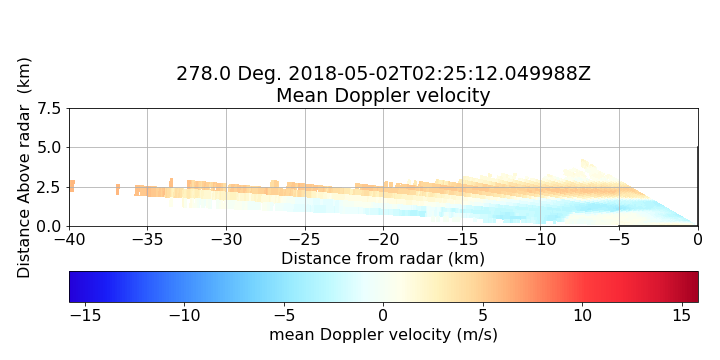 278.0 Deg. 2018-05-02T02:25:12.049988Z
Mean Doppler velocity
Distance Above radar  (km)
7.5
5.0
2.5
0.0
−40 −35 −30 −25 −20 −15 −10 −5 0
Distance from radar (km)
−15 −10 −5 0 5 10 15
mean Doppler velocity (m/s)